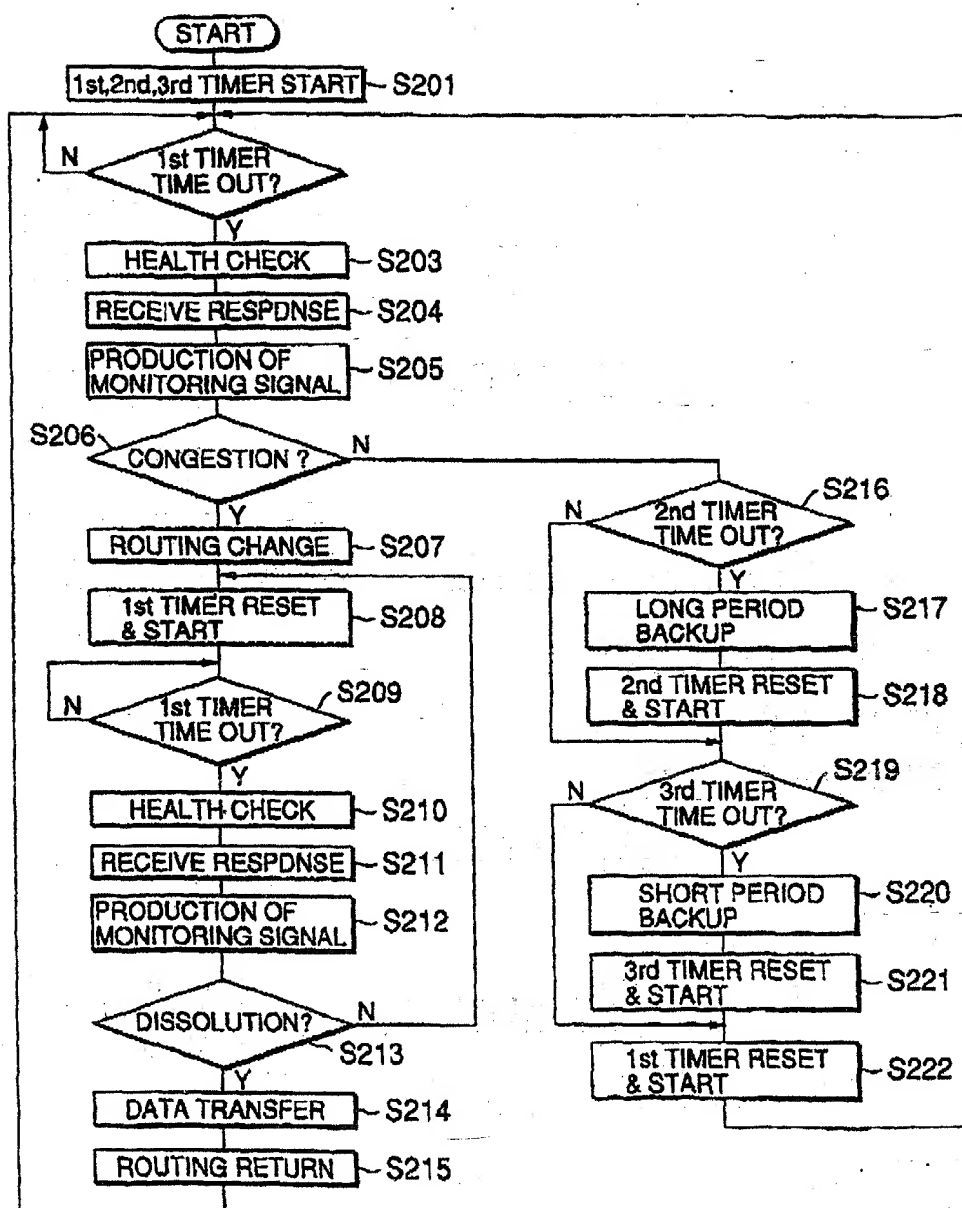 START
1st,2nd,3rd TIMER START
S201
N
1st TIMER
TIME OUT?
Y
HEALTH CHECK
S203
RECEIVE RESPDNSE
S204
PRODUCTION OF
MONITORING SIGNAL
S205
S206
CONGESTION ?
N
Y
ROUTING CHANGE
S207
1st TIMER RESET
& START
S208
S209
N
1st TIMER
TIME OUT?
Y
HEALTH CHECK
S210
RECEIVE RESPDNSE
S211
PRODUCTION OF
MONITORING SIGNAL
S212
DISSOLUTION?
N
S213
Y
DATA TRANSFER
S214
ROUTING RETURN
S215
S216
N
2nd TIMER
TIME OUT?
Y
LONG PERIOD
BACKUP
S217
2nd TIMER RESET
& START
S218
S219
N
3rd TIMER
TIME OUT?
Y
SHORT PERIOD
BACKUP
S220
3rd TIMER RESET
& START
S221
1st TIMER RESET
& START
S222